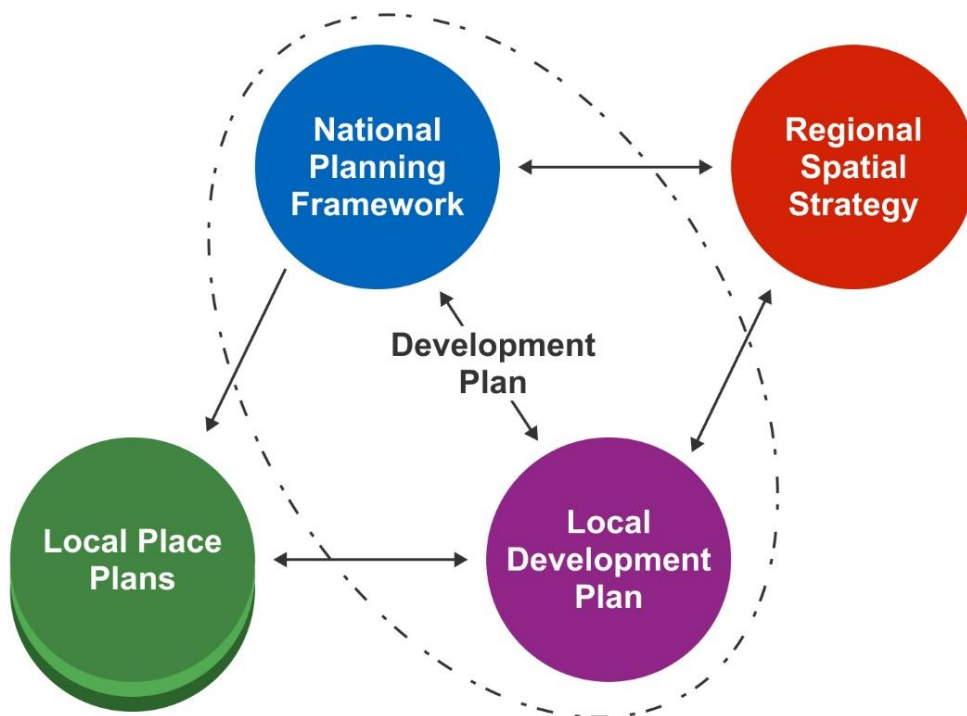 National
Planning
Framework
Regional
Spatial
Strategy
Development
Plan
Local Place
Plans
Local
Development
Plan